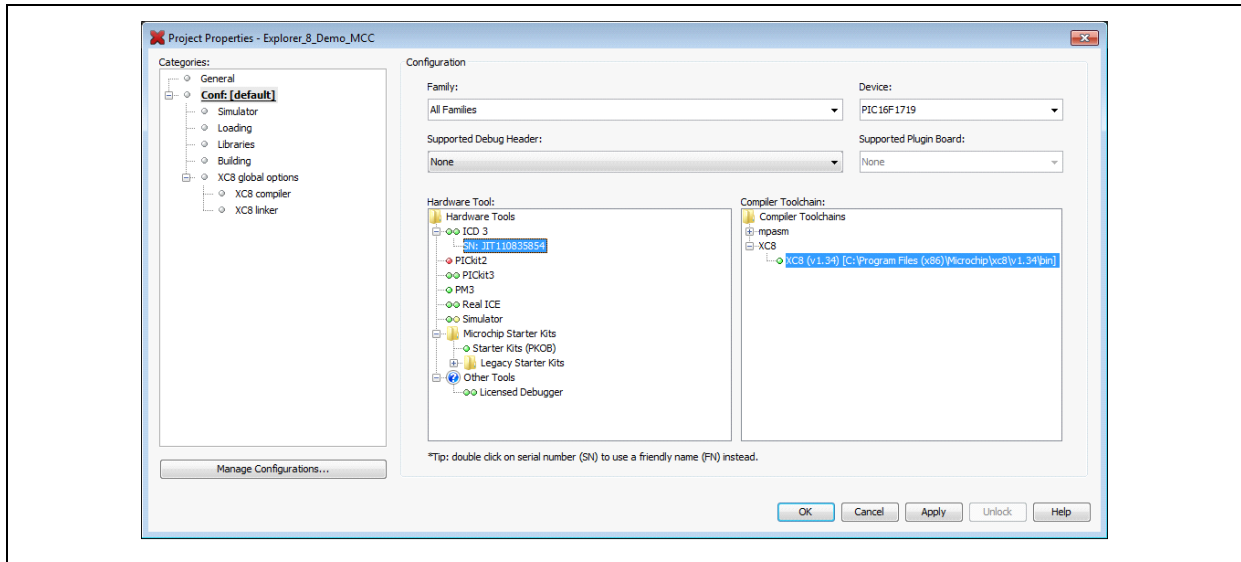 Project Properties - Explorer_8_Demo_MCC
Categories:
General
Conf: [default]
Simulator
Loading
Libraries
Building
XC8 global options
XC8 compiler
XC8 linker
Manage Configurations...
Configuration
Family:
All Families
Device:
PIC16F1719
Supported Debug Header:
None
Supported Plugin Board:
None
Hardware Tool:
Hardware Tools
ICD 3
SN: JIT110835854
PICkit2
PICkit3
PM3
Real ICE
Simulator
Microchip Starter Kits
Starter Kits (PKOB)
Legacy Starter Kits
Other Tools
Licensed Debugger
Compiler Toolchain:
Compiler Toolchains
mpasm
XC8
XC8 (v1.34) [C:\Program Files (x86)\Microchip\xc8\v1.34\bin]
*Tip: double click on serial number (SN) to use a friendly name (FN) instead.
OK Cancel Apply Unlock Help